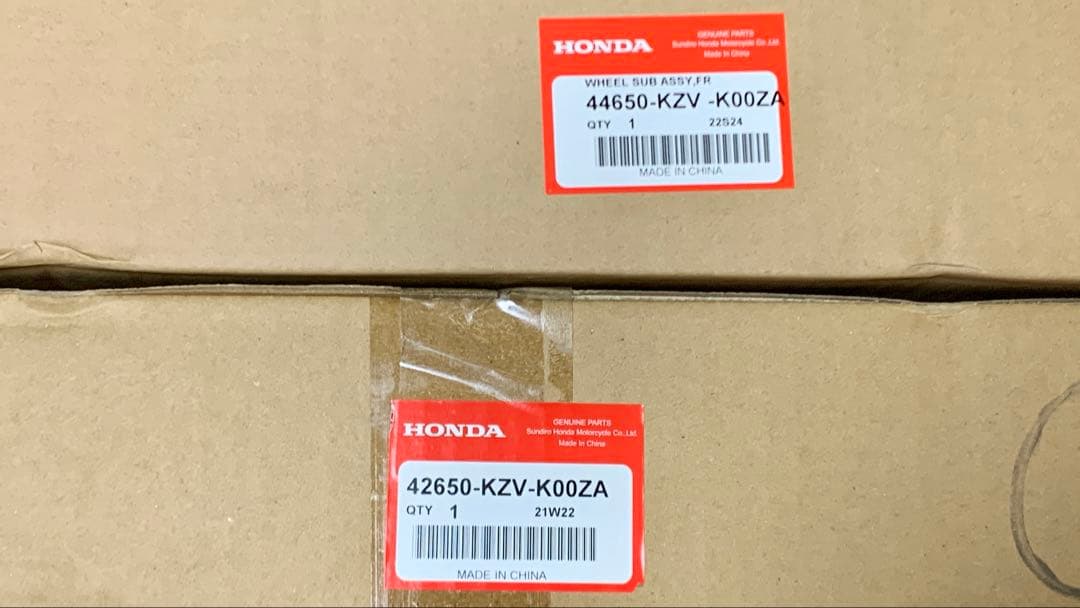 HONDA
GENUINE PARTS
Sundiro Honda Motorcycle Co.,Ltd.
Made In China
WHEEL SUB ASSY,FR
44650-KZV -K00ZA
QTY 1 22S24
MADE IN CHINA
HONDA
GENUINE PARTS
Sundiro Honda Motorcycle Co.,Ltd.
Made In China
42650-KZV-K00ZA
QTY 1 21W22
MADE IN CHINA